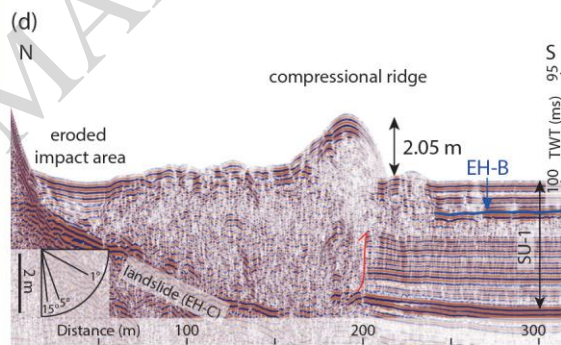 (d)
N
S
compressional ridge
eroded
impact area
2.05 m
EH-B
95
TWT (ms)
100
SU-1
2 m
1°
5°
15°
landslide (EH-C)
Distance (m)
100
200
300
MA